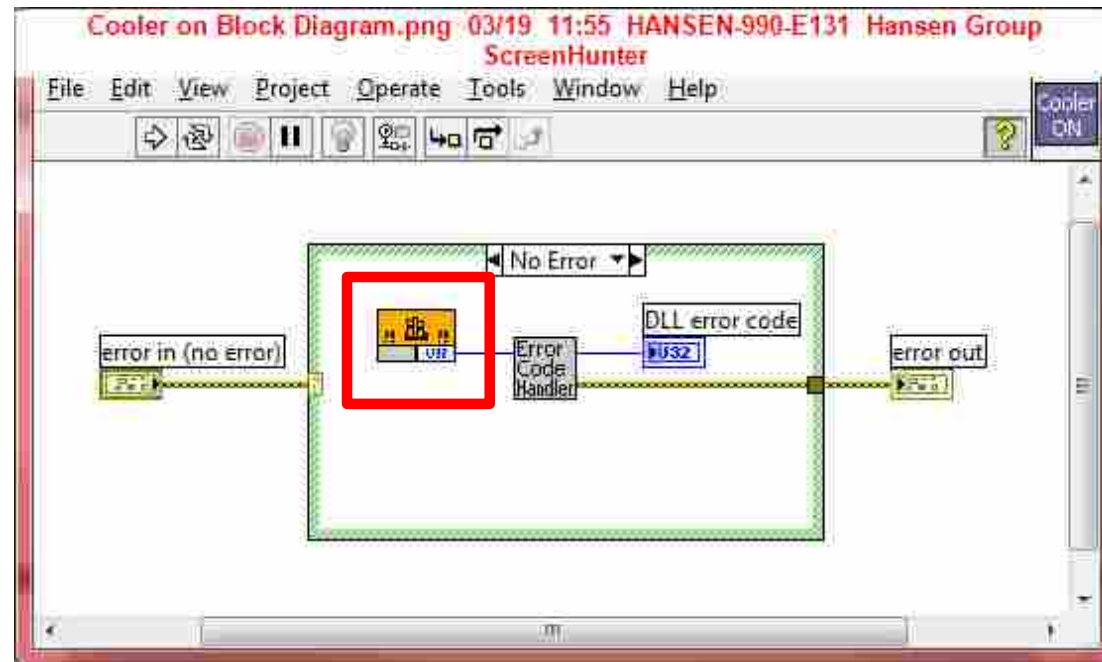 Cooler on Block Diagram.png 03/19 11:55 HANSEN-990-E131 Hansen Group
ScreenHunter
File Edit View Project Operate Tools Window Help
Cooler
ON
No Error
DLL error code
error in (no error)
Error
Code
Handler
U32
error out